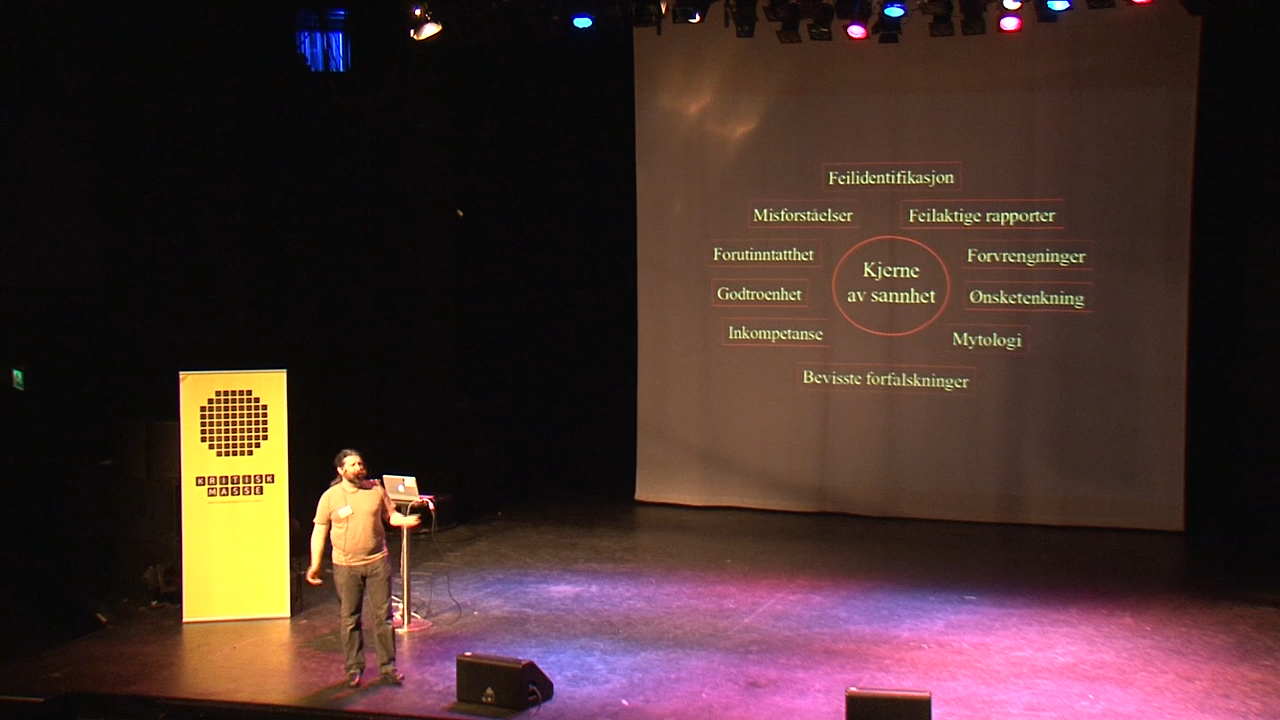 Feilidentifikasjon
Misforståelser
Feilaktige rapporter
Forutinntatthet
Forvrengninger
Kjerne
av sannhet
Godtroenhet
Ønsketenkning
Inkompetanse
Mytologi
Bevisste forfalskninger
KRITISK
MASSE